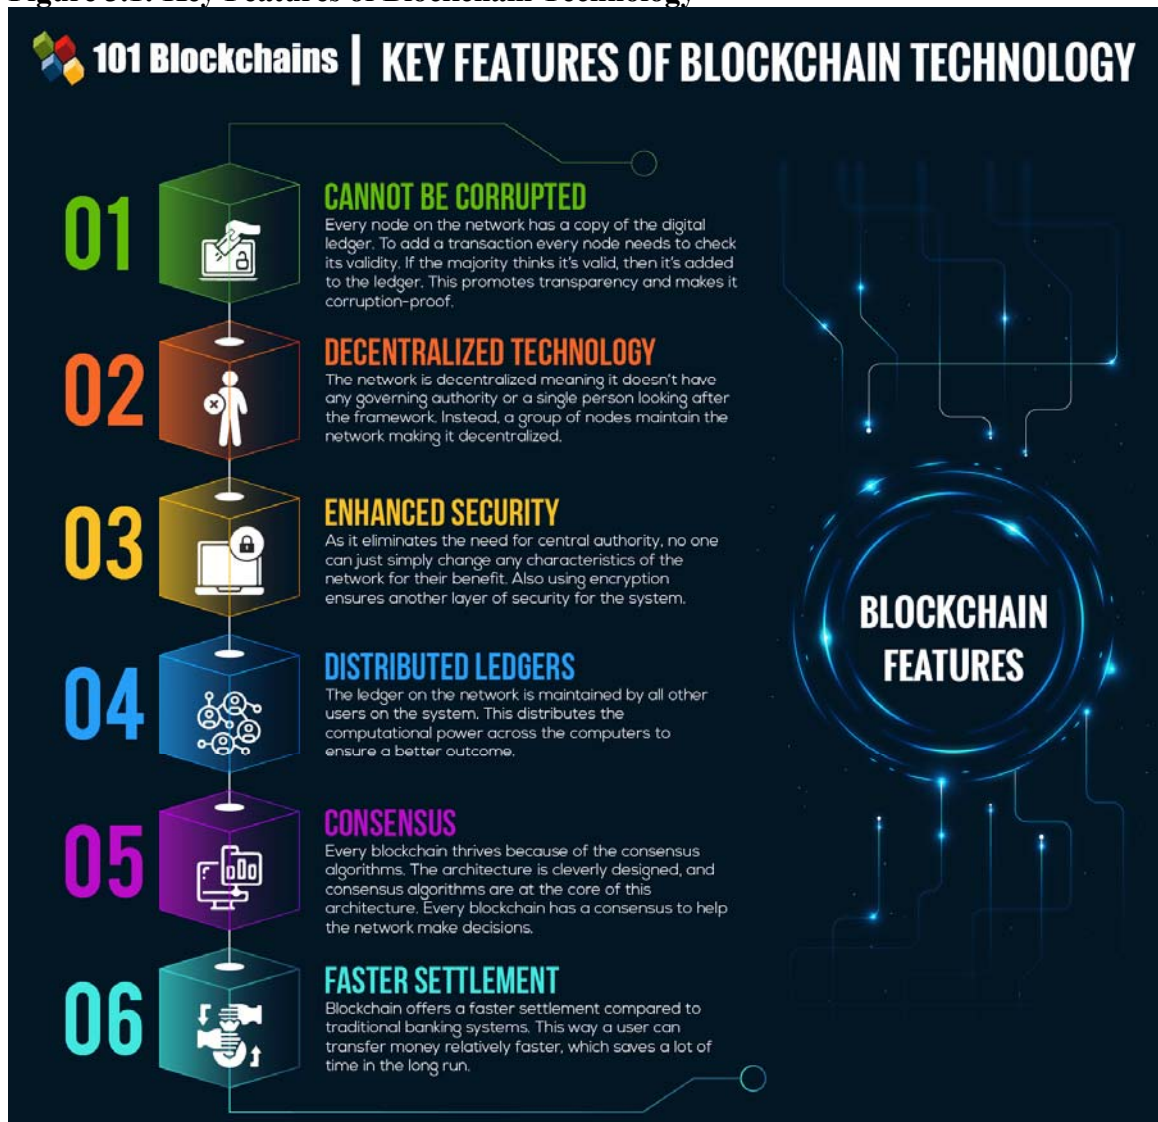 Figure 3.1: Key Features of Blockchain Technology
101 Blockchains | KEY FEATURES OF BLOCKCHAIN TECHNOLOGY
01
CANNOT BE CORRUPTED
Every node on the network has a copy of the digital
ledger. To add a transaction every node needs to check
its validity. If the majority thinks it's valid, then it's added
to the ledger. This promotes transparency and makes it
corruption-proof.
02
DECENTRALIZED TECHNOLOGY
The network is decentralized meaning it doesn't have
any governing authority or a single person looking after
the framework. Instead, a group of nodes maintain the
network making it decentralized.
03
ENHANCED SECURITY
As it eliminates the need for central authority, no one
can just simply change any characteristics of the
network for their benefit. Also using encryption
ensures another layer of security for the system.
04
DISTRIBUTED LEDGERS
The ledger on the network is maintained by all other
users on the system. This distributes the
computational power across the computers to
ensure a better outcome.
05
CONSENSUS
Every blockchain thrives because of the consensus
algorithms. The architecture is cleverly designed, and
consensus algorithms are at the core of this
architecture. Every blockchain has a consensus to help
the network make decisions.
06
FASTER SETTLEMENT
Blockchain offers a faster settlement compared to
traditional banking systems. This way a user can
transfer money relatively faster, which saves a lot of
time in the long run.
BLOCKCHAIN
FEATURES